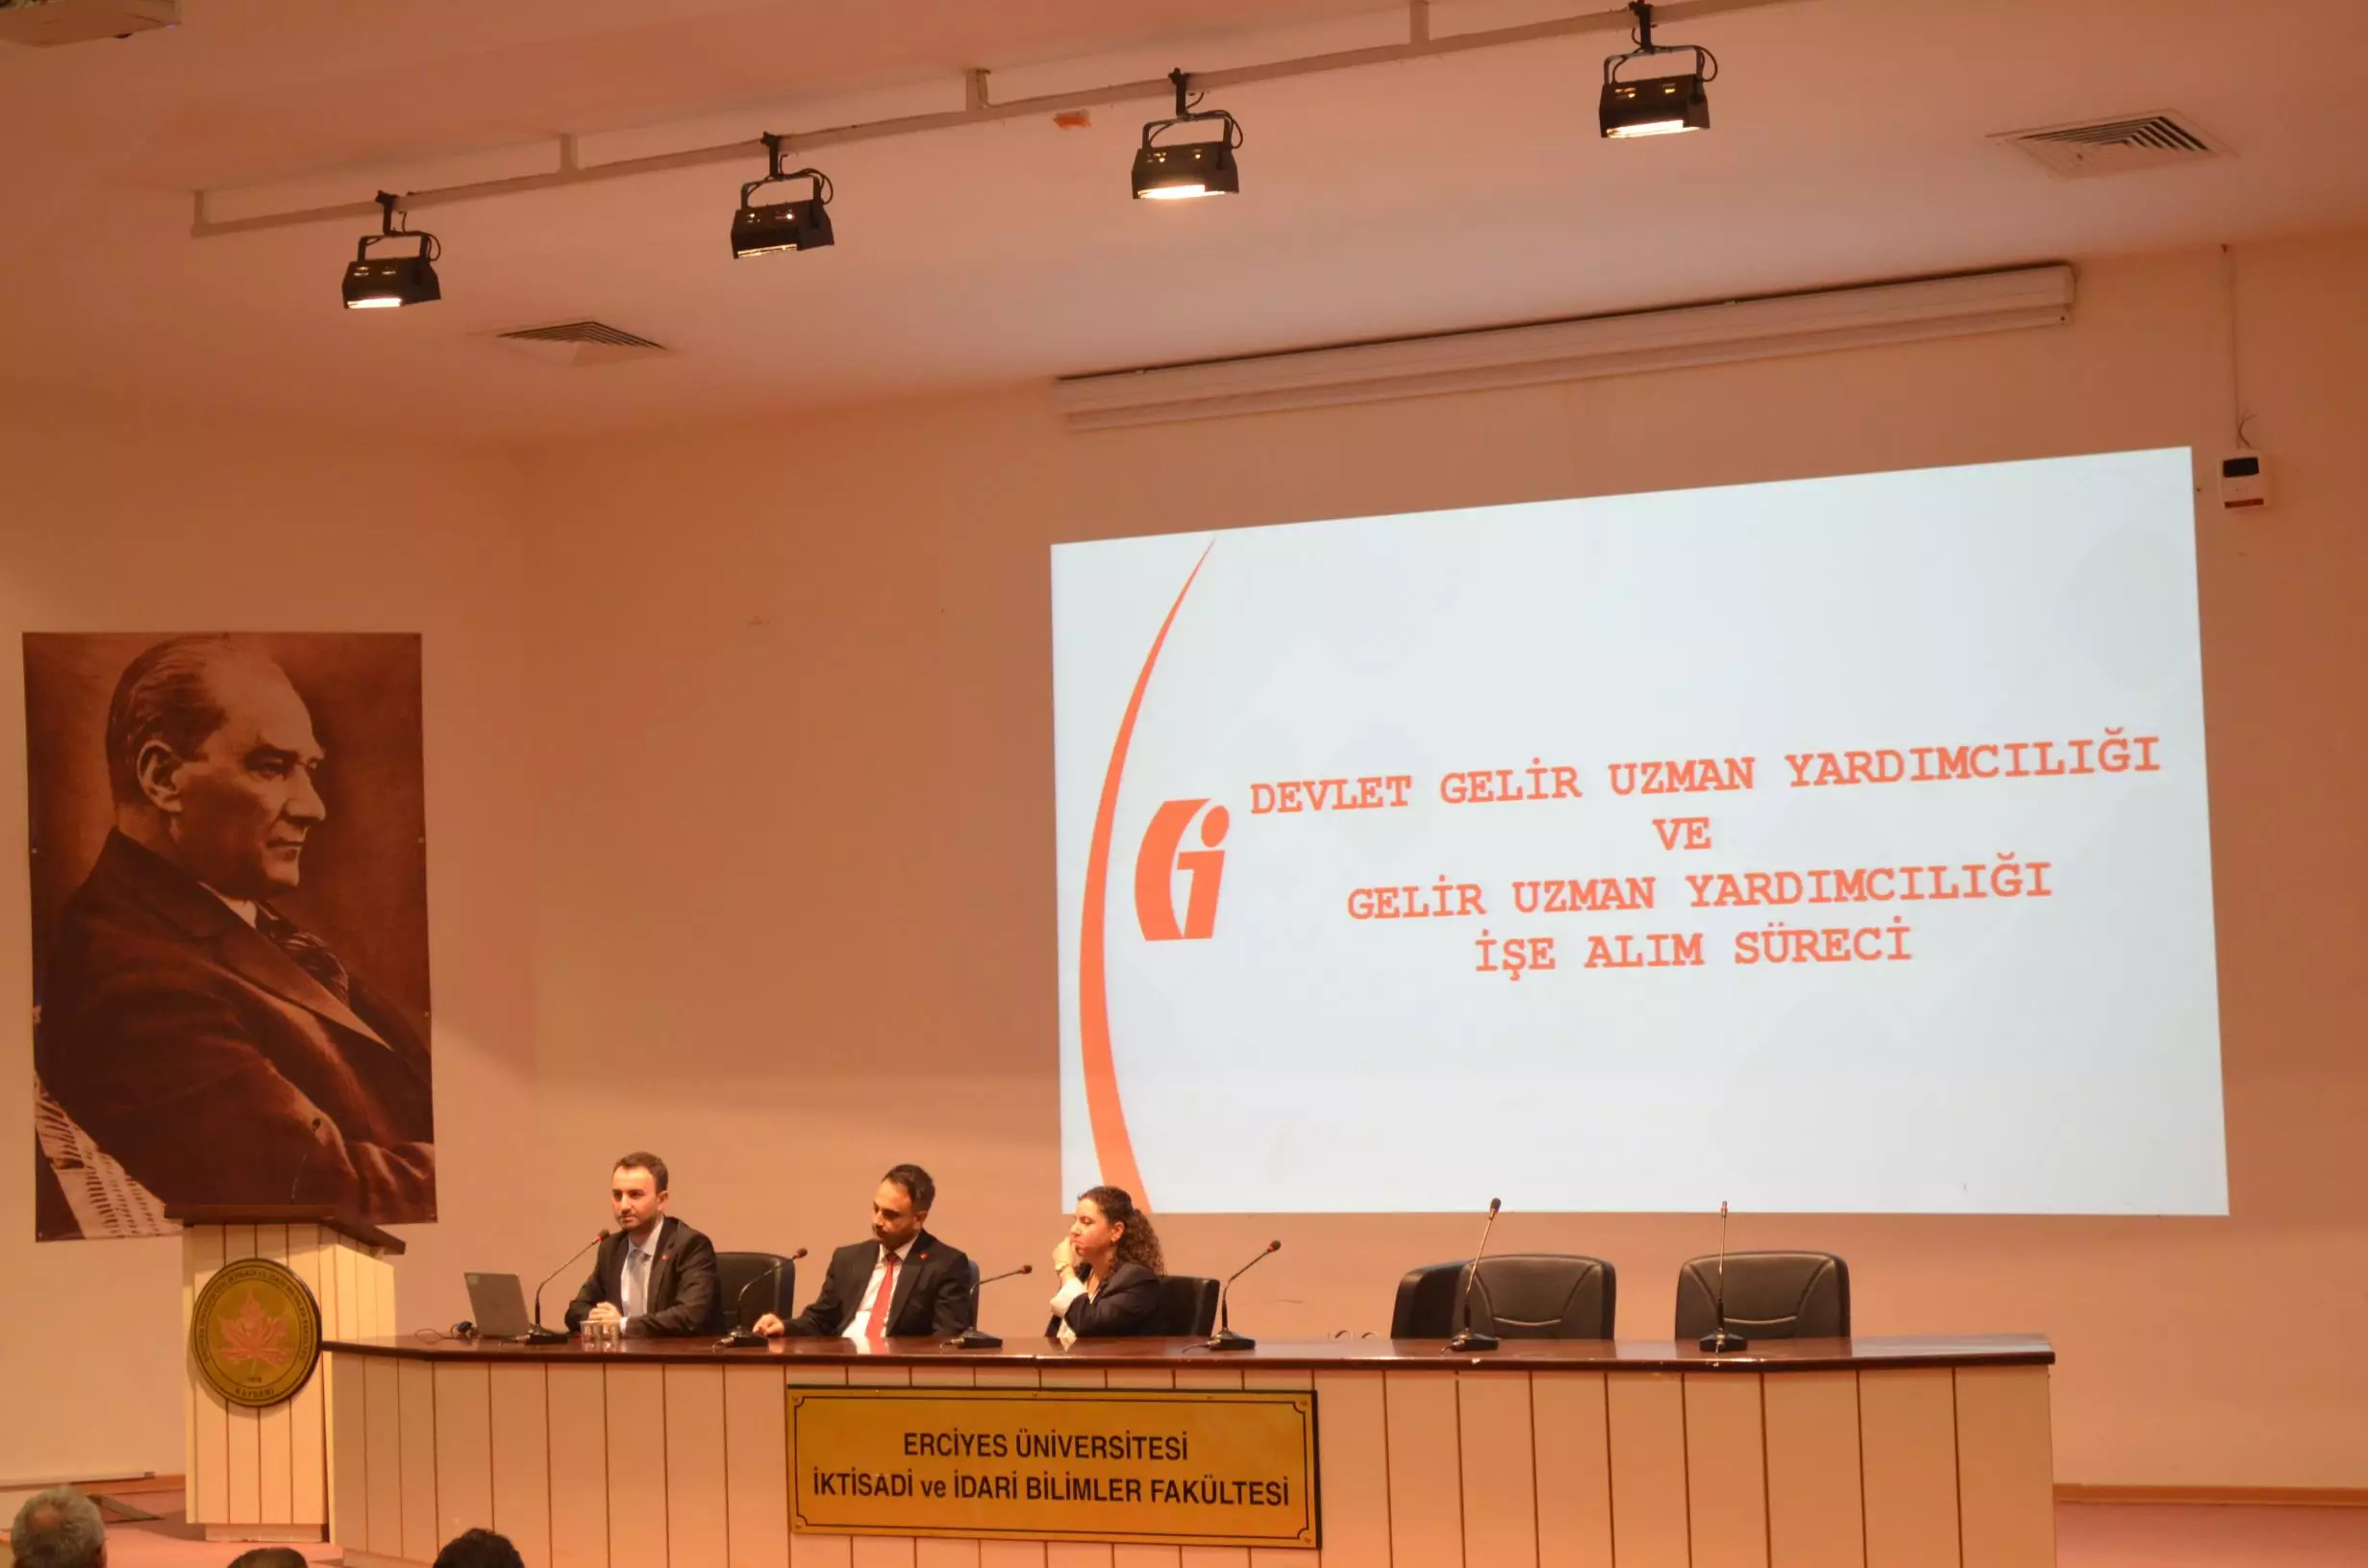 DEVLET GELİR UZMAN YARDIMCILIĞI
VE
GELİR UZMAN YARDIMCILIĞI
İŞE ALIM SÜRECİ
ERCİYES ÜNİVERSİTESİ
İKTİSADİ ve İDARİ BİLİMLER FAKÜLTESİ
KAYSERİ